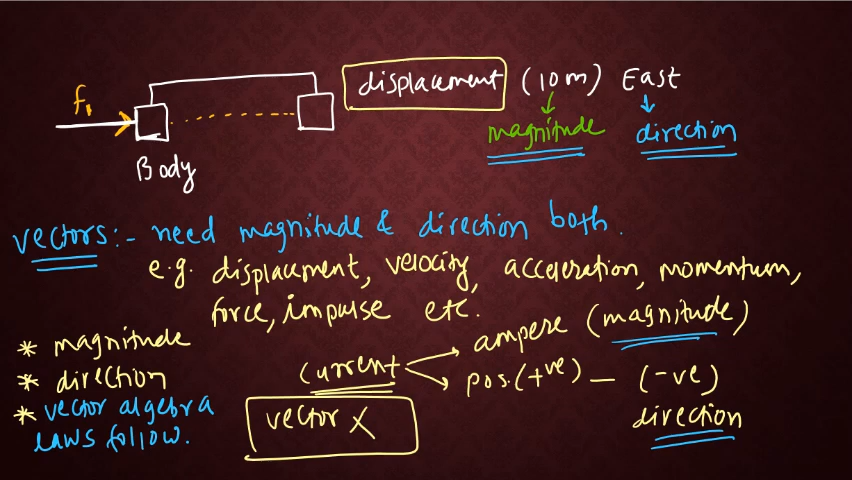 f₁
displacement (10m) East
magnitude direction
Body
vectors:- need magnitude & direction both.
e.g. displacement, velocity, acceleration, momentum,
force, impulse etc.
* magnitude
* direction
* vector algebra
laws follow.
Current
ampere (magnitude)
pos.(+ve) – (-ve)
direction
vector X